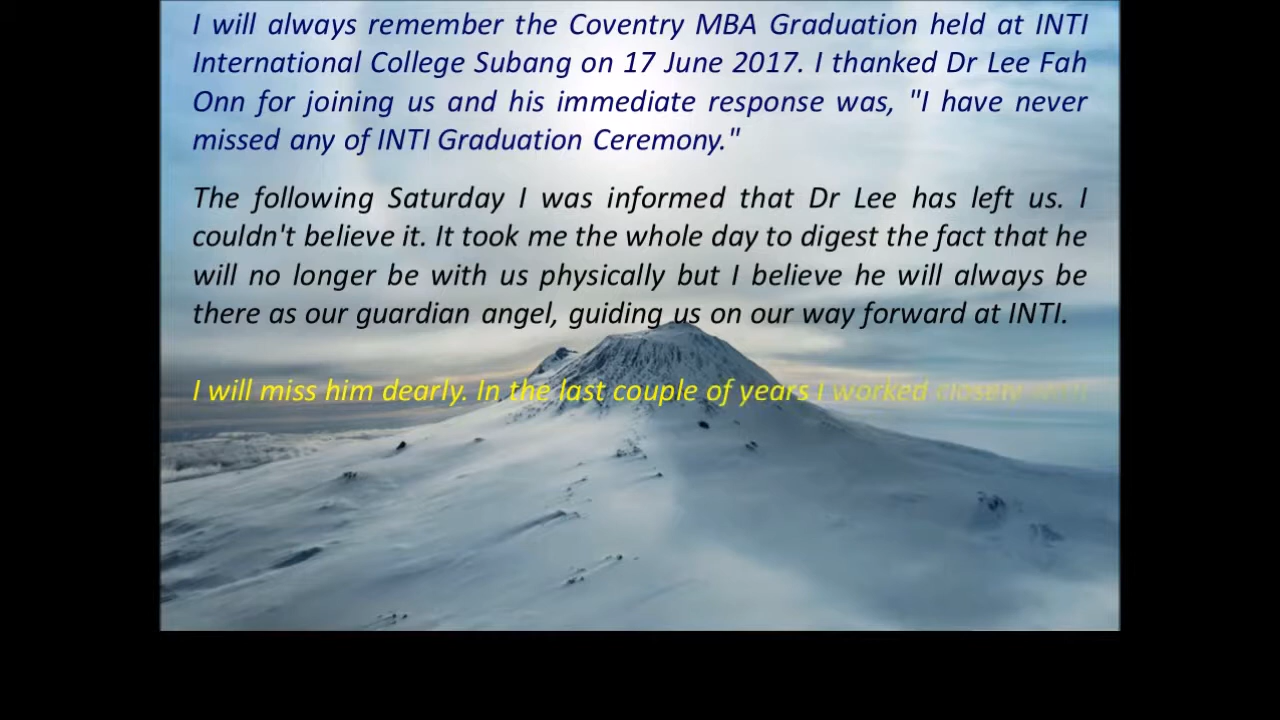 I will always remember the Coventry MBA Graduation held at INTI
International College Subang on 17 June 2017. I thanked Dr Lee Fah
Onn for joining us and his immediate response was, "I have never
missed any of INTI Graduation Ceremony."
The following Saturday I was informed that Dr Lee has left us. I
couldn't believe it. It took me the whole day to digest the fact that he
will no longer be with us physically but I believe he will always be
there as our guardian angel, guiding us on our way forward at INTI.
I will miss him dearly. In the last couple of years I worked closely with